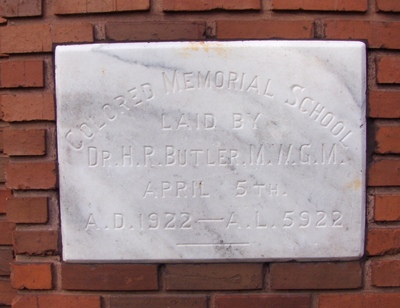 COLORED MEMORIAL SCHOOL
LAID BY
DR. H. R. BUTLER. M.W.G.M.
APRIL 5TH.
A.D. 1922 — A.L. 5922